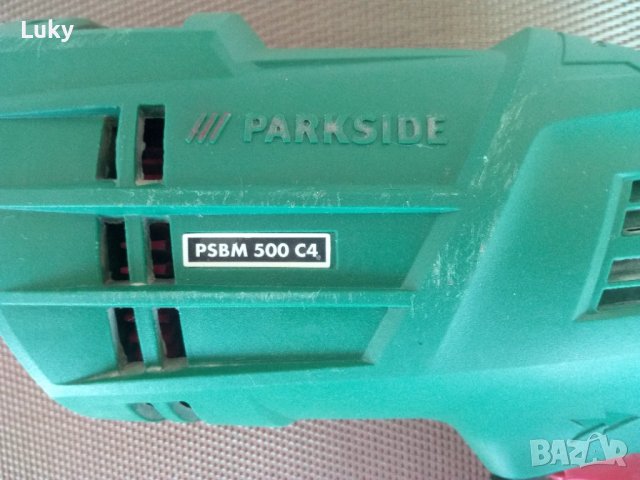 Luky
/// PARKSIDE
PSBM 500 C4
BAZAR